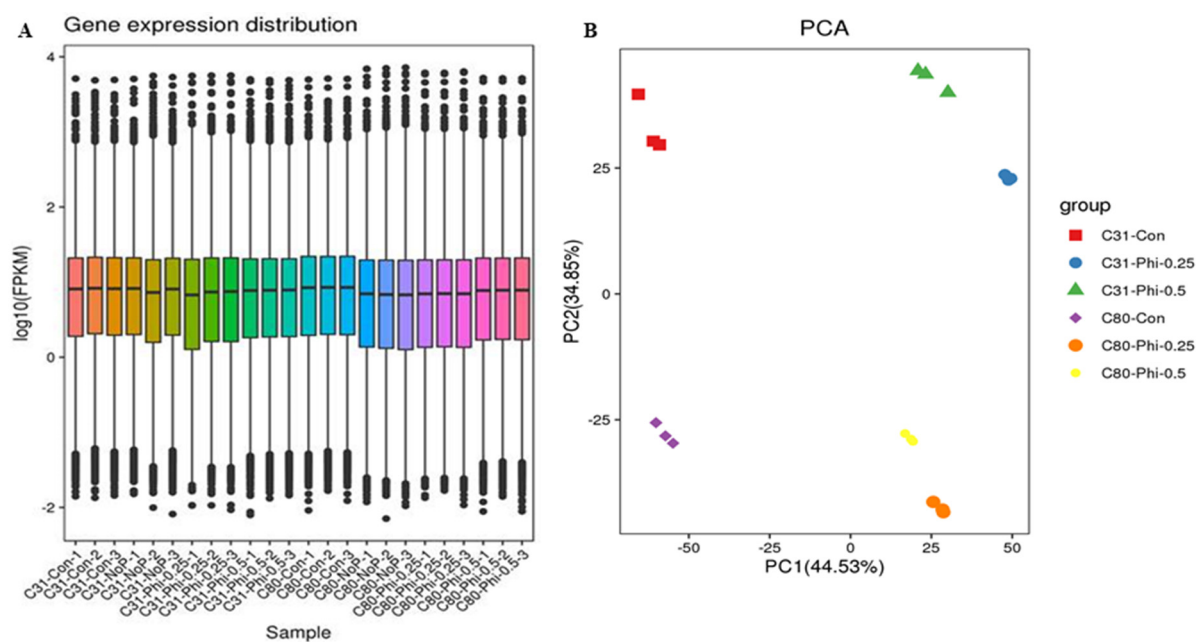 A
Gene expression distribution
log10(FPKM)
4
2
0
-2
C31-Con-1
C31-Con-2
C31-Con-3
C31-NoP-1
C31-NoP-2
C31-NoP-3
C31-Phi-0.25-1
C31-Phi-0.25-2
C31-Phi-0.25-3
C31-Phi-0.5-1
C31-Phi-0.5-2
C31-Phi-0.5-3
C80-Con-1
C80-Con-2
C80-Con-3
C80-NoP-1
C80-NoP-2
C80-NoP-3
C80-Phi-0.25-1
C80-Phi-0.25-2
C80-Phi-0.25-3
C80-Phi-0.5-1
C80-Phi-0.5-2
C80-Phi-0.5-3
Sample
B
PCA
PC2(34.85%)
25
0
-25
-50
-25
0
25
50
PC1(44.53%)
group
C31-Con
C31-Phi-0.25
C31-Phi-0.5
C80-Con
C80-Phi-0.25
C80-Phi-0.5